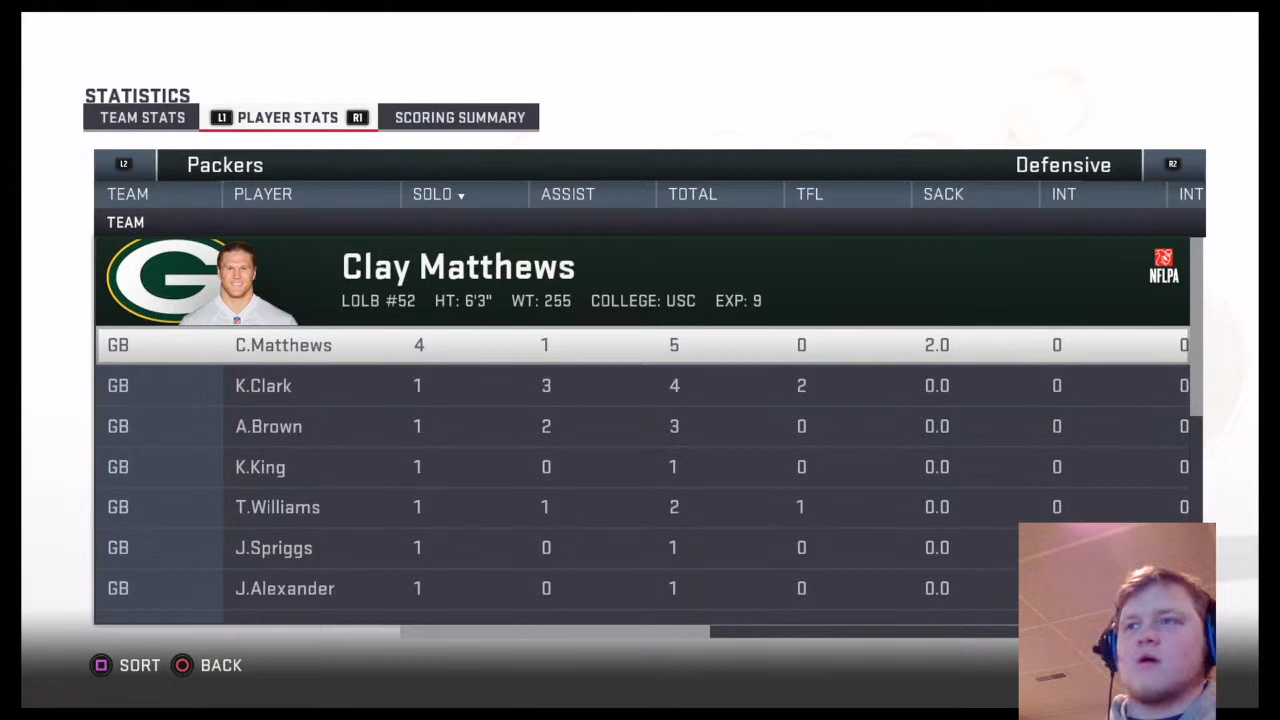 STATISTICS
TEAM STATS L1 PLAYER STATS R1 SCORING SUMMARY
L2 Packers Defensive R2
TEAM PLAYER SOLO ASSIST TOTAL TFL SACK INT INT
TEAM
G
Clay Matthews
LOLB #52 HT: 6'3" WT: 255 COLLEGE: USC EXP: 9
NFLPA
GB C.Matthews 4 1 5 0 2.0 0 0
GB K.Clark 1 3 4 2 0.0 0 0
GB A.Brown 1 2 3 0 0.0 0 0
GB K.King 1 0 1 0 0.0 0 0
GB T.Williams 1 1 2 1 0.0 0 0
GB J.Spriggs 1 0 1 0 0.0
GB J.Alexander 1 0 1 0 0.0
SORT BACK